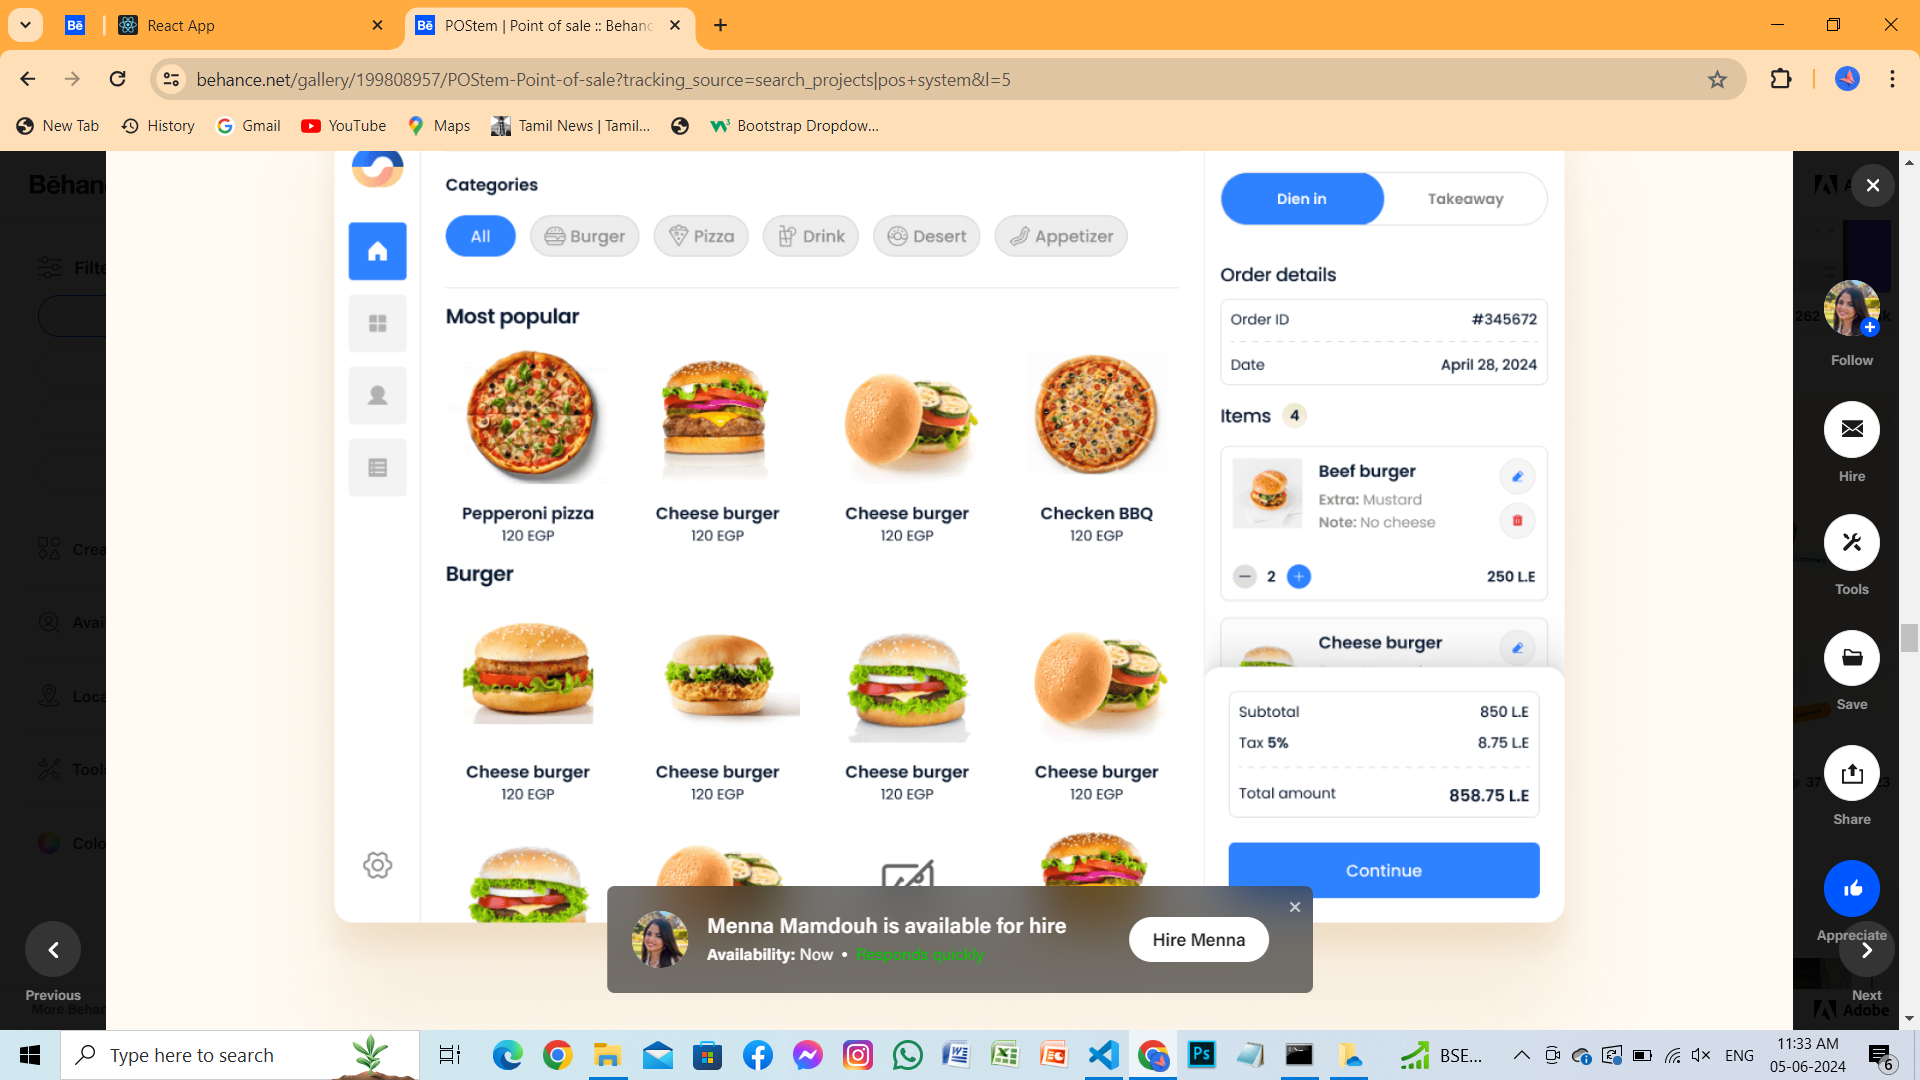 React App
POStem | Point of sale :: Behanc
behance.net/gallery/199808957/POStem-Point-of-sale?tracking_source=search_projects|pos+system&l=5
New Tab
History
Gmail
YouTube
Maps
Tamil News | Tamil...
Bootstrap Dropdow...
Bēhan
Filte
Crea
Avai
Loca
Tools
Colo
Previous
More Behan
Categories
All
Burger
Pizza
Drink
Desert
Appetizer
Most popular
Pepperoni pizza
120 EGP
Cheese burger
120 EGP
Cheese burger
120 EGP
Checken BBQ
120 EGP
Burger
Cheese burger
120 EGP
Cheese burger
120 EGP
Cheese burger
120 EGP
Cheese burger
120 EGP
Dien in
Takeaway
Order details
Order ID
#345672
Date
April 28, 2024
Items 4
Beef burger
Extra: Mustard
Note: No cheese
2
250 L.E
Cheese burger
Subtotal
850 L.E
Tax 5%
8.75 L.E
Total amount
858.75 L.E
Continue
Menna Mamdouh is available for hire
Availability: Now • Responds quickly
Hire Menna
Follow
Hire
Tools
Save
Share
Appreciate
Next
Adobe
Type here to search
BSE...
ENG
11:33 AM
05-06-2024
6